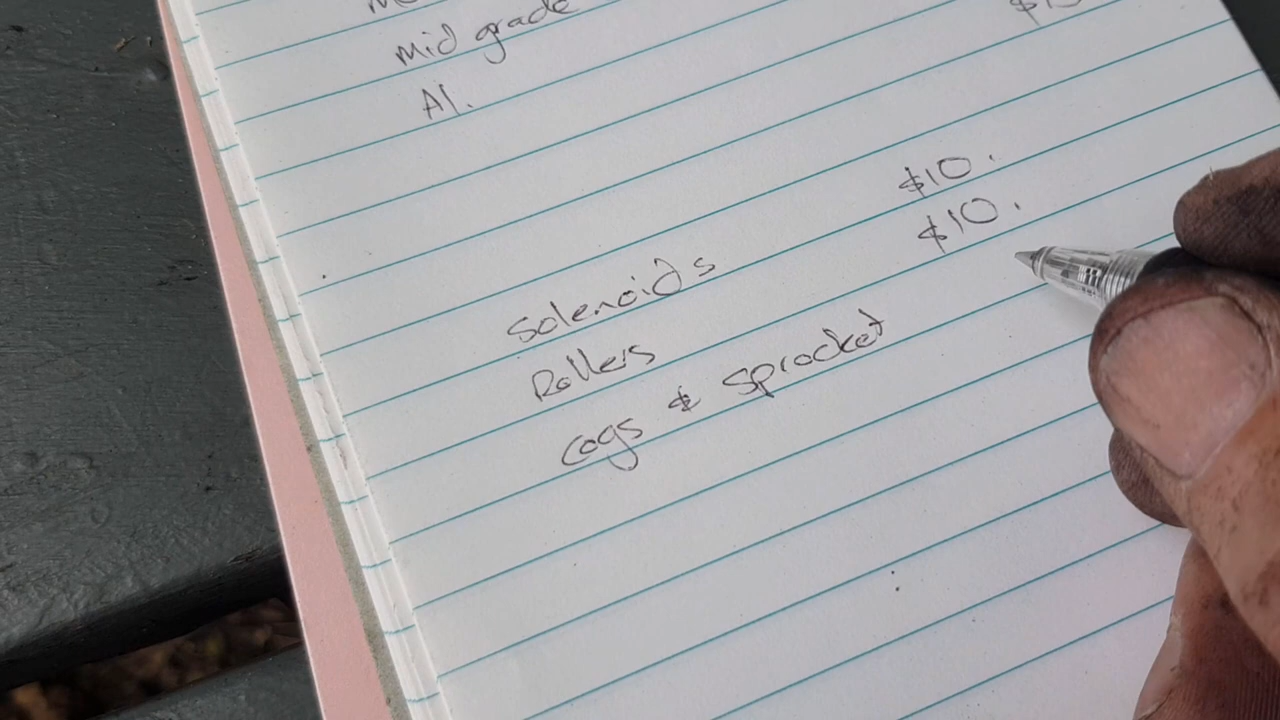 mid grade
Al.
Solenoids $10.
Rollers $10.
Cogs & Sprocket